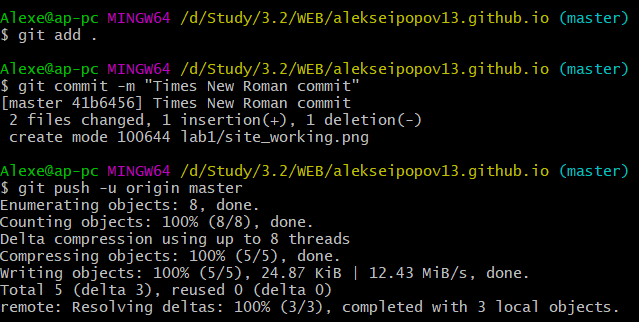 Alexe@ap-pc MINGW64 /d/Study/3.2/WEB/alekseipopov13.github.io (master)
$ git add .
Alexe@ap-pc MINGW64 /d/Study/3.2/WEB/alekseipopov13.github.io (master)
$ git commit -m "Times New Roman commit"
[master 41b6456] Times New Roman commit
 2 files changed, 1 insertion(+), 1 deletion(-)
 create mode 100644 lab1/site_working.png
Alexe@ap-pc MINGW64 /d/Study/3.2/WEB/alekseipopov13.github.io (master)
$ git push -u origin master
Enumerating objects: 8, done.
Counting objects: 100% (8/8), done.
Delta compression using up to 8 threads
Compressing objects: 100% (5/5), done.
Writing objects: 100% (5/5), 24.87 KiB | 12.43 MiB/s, done.
Total 5 (delta 3), reused 0 (delta 0)
remote: Resolving deltas: 100% (3/3), completed with 3 local objects.